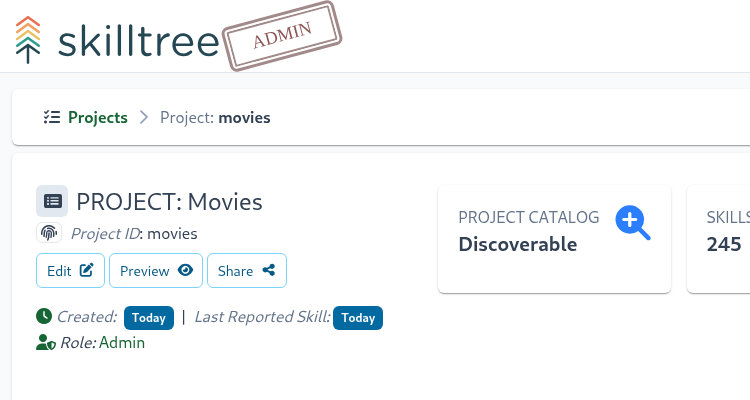 skilltree ADMIN
Projects Project: movies
PROJECT: Movies
Project ID: movies
Edit Preview Share
Created: Today | Last Reported Skill: Today
Role: Admin
PROJECT CATALOG
Discoverable
SKILLS
245